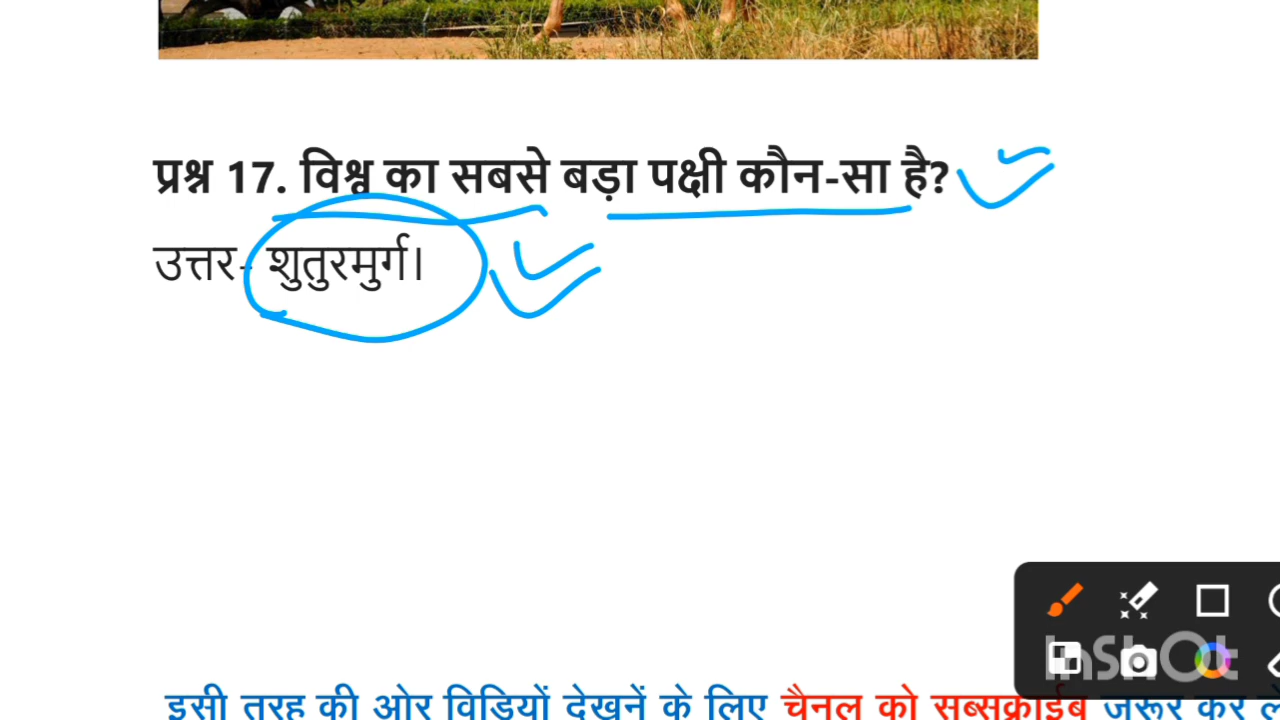 प्रश्न 17. विश्व का सबसे बड़ा पक्षी कौन-सा है?
उत्तर- शुतुरमुर्ग।
InShOt
इसी तरह की ओर विडियों देखनें के लिए चैनल को सब्सक्राईब जरूर कर